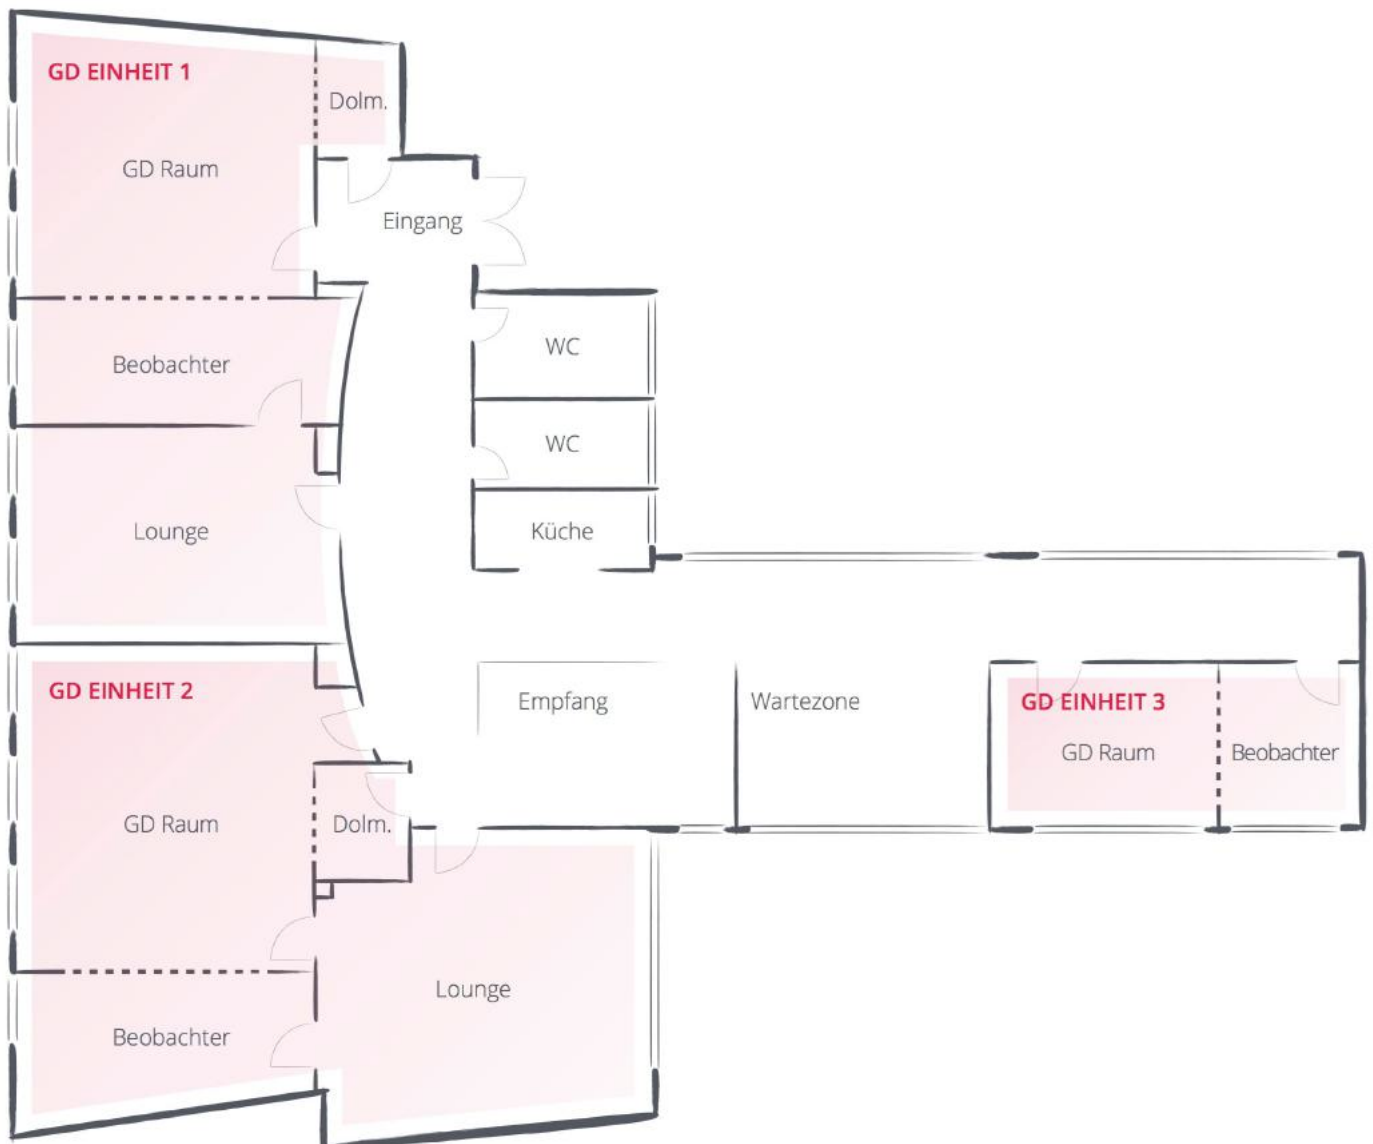 GD EINHEIT 1
Dolm.
GD Raum
Eingang
Beobachter
WC
WC
Lounge
Küche
GD EINHEIT 2
Empfang
Wartezone
GD EINHEIT 3
GD Raum
Beobachter
GD Raum
Dolm.
Lounge
Beobachter